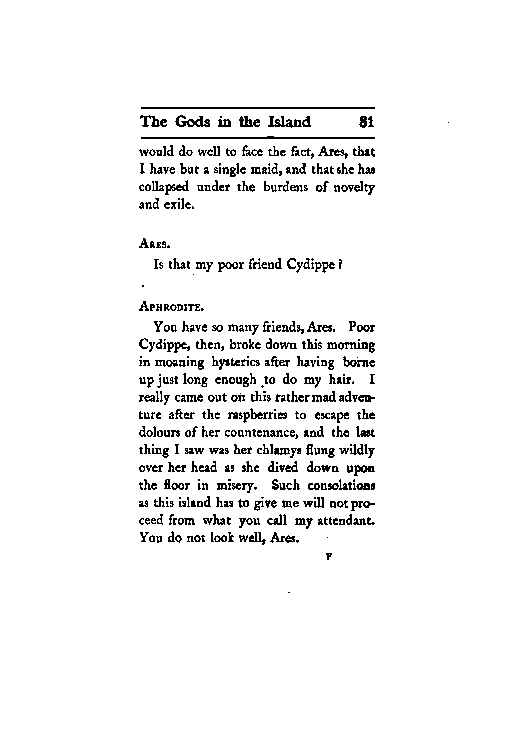 The Gods in the Island 81
would do well to face the fact, Ares, that
I have but a single maid, and that she has
collapsed under the burdens of novelty
and exile.
Ares.
Is that my poor friend Cydippe?
Aphrodite.
You have so many friends, Ares. Poor
Cydippe, then, broke down this morning
in moaning hysterics after having borne
up just long enough to do my hair. I
really came out on this rather mad adven-
ture after the raspberries to escape the
dolours of her countenance, and the last
thing I saw was her chlamys flung wildly
over her head as she dived down upon
the floor in misery. Such consolations
as this island has to give me will not pro-
ceed from what you call my attendant.
You do not look well, Ares.
F